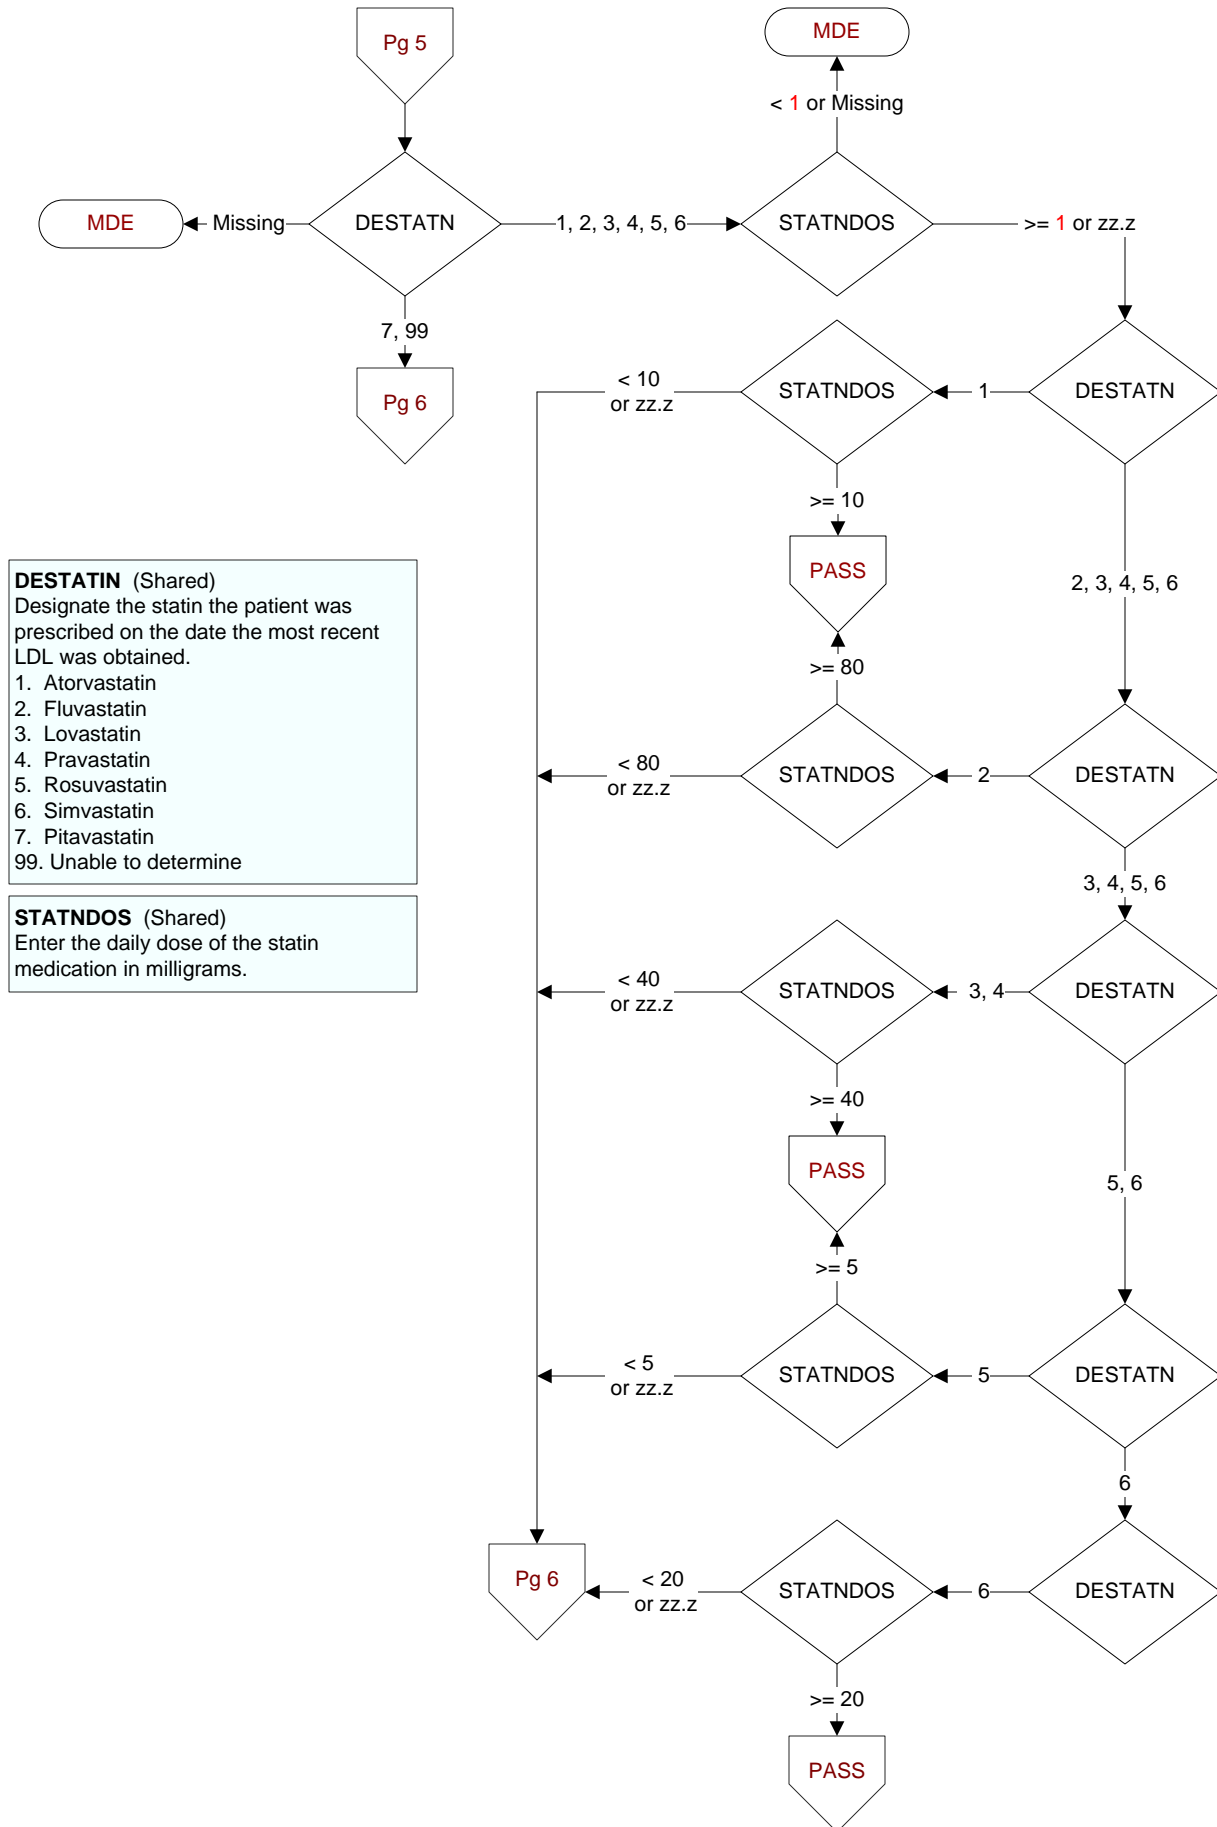 Pg 5
MDE
< 1 or Missing
MDE
Missing
DESTATN
1, 2, 3, 4, 5, 6
STATNDOS
>= 1 or zz.z
7, 99
Pg 6
< 10
or zz.z
STATNDOS
1
DESTATN
>= 10
PASS
2, 3, 4, 5, 6
DESTATIN (Shared)
Designate the statin the patient was
prescribed on the date the most recent
LDL was obtained.
1. Atorvastatin
2. Fluvastatin
3. Lovastatin
4. Pravastatin
5. Rosuvastatin
6. Simvastatin
7. Pitavastatin
99. Unable to determine
STATNDOS (Shared)
Enter the daily dose of the statin
medication in milligrams.
>= 80
< 80
or zz.z
STATNDOS
2
DESTATN
3, 4, 5, 6
< 40
or zz.z
STATNDOS
3, 4
DESTATN
>= 40
PASS
5, 6
>= 5
< 5
or zz.z
STATNDOS
5
DESTATN
6
Pg 6
< 20
or zz.z
STATNDOS
6
DESTATN
>= 20
PASS